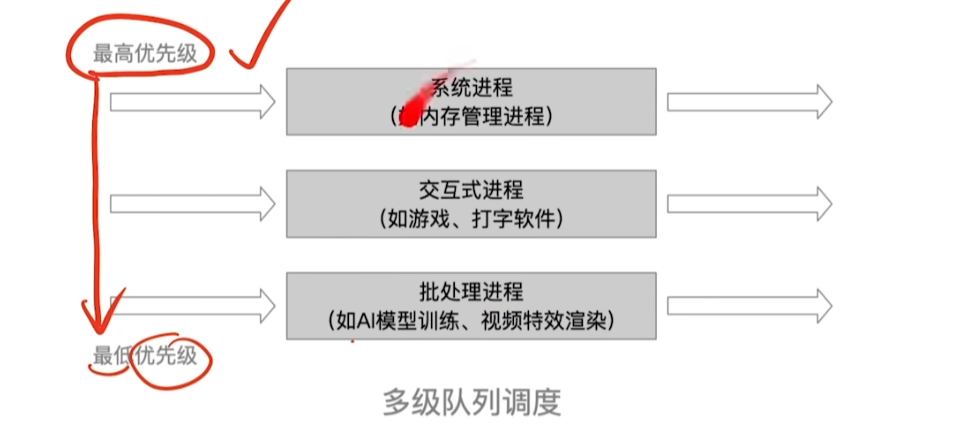 最高优先级
系统进程
（如内存管理进程）
交互式进程
（如游戏、打字软件）
批处理进程
（如AI模型训练、视频特效渲染）
最低优先级
多级队列调度